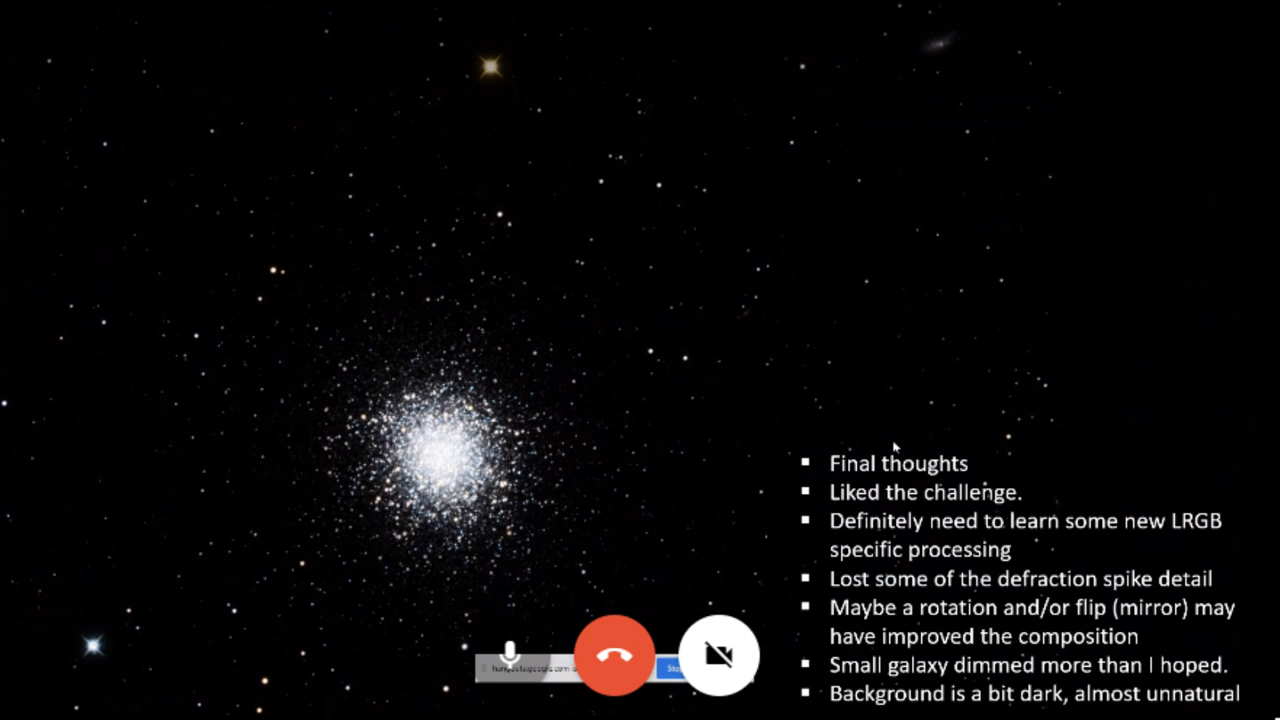 Final thoughts
Liked the challenge.
Definitely need to learn some new LRGB
specific processing
Lost some of the defraction spike detail
Maybe a rotation and/or flip (mirror) may
have improved the composition
Small galaxy dimmed more than I hoped.
Background is a bit dark, almost unnatural